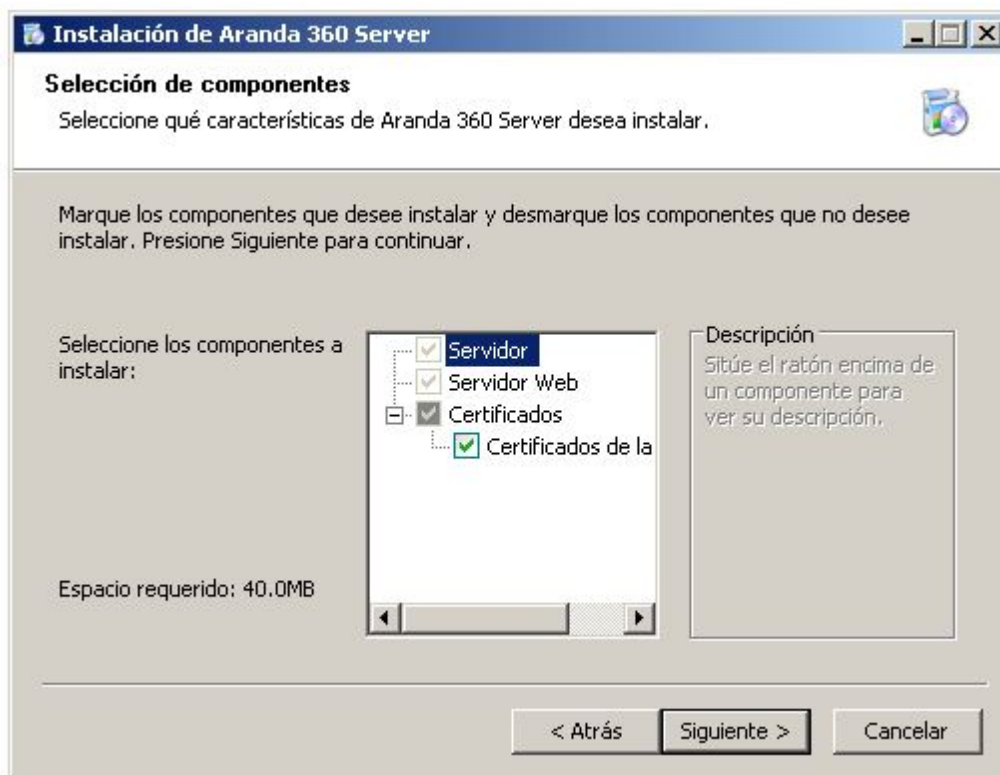 Instalación de Aranda 360 Server
Selección de componentes
Seleccione qué características de Aranda 360 Server desea instalar.
Marque los componentes que desee instalar y desmarque los componentes que no desee
instalar. Presione Siguiente para continuar.
Seleccione los componentes a
instalar:
Servidor
Servidor Web
Certificados
Certificados de la
Descripción
Sitúe el ratón encima de
un componente para
ver su descripción.
Espacio requerido: 40.0MB
< Atrás
Siguiente >
Cancelar